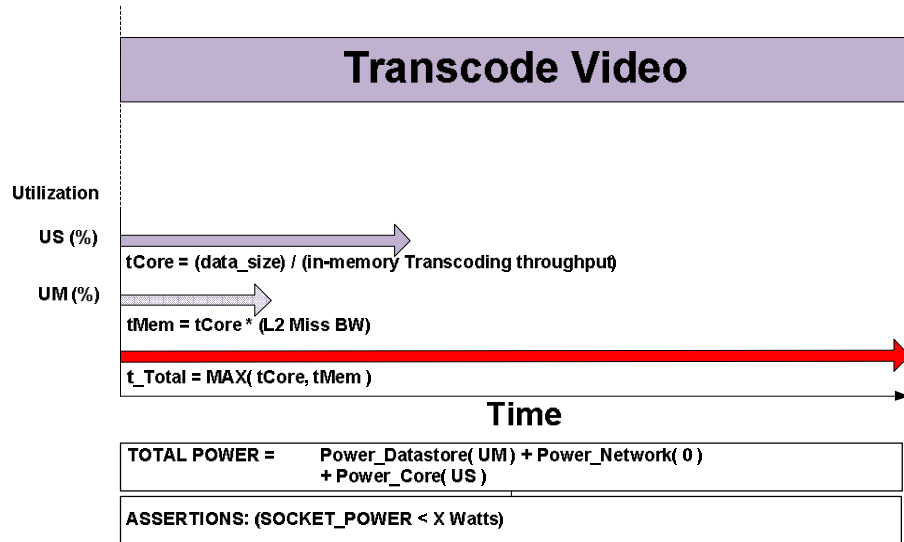 Transcode Video
Utilization
US (%)
tCore = (data_size) / (in-memory Transcoding throughput)
UM (%)
tMem = tCore * (L2 Miss BW)
t_Total = MAX( tCore, tMem )
Time
TOTAL POWER = Power_Datastore( UM ) + Power_Network( 0 )
+ Power_Core( US )
ASSERTIONS: (SOCKET_POWER < X Watts)